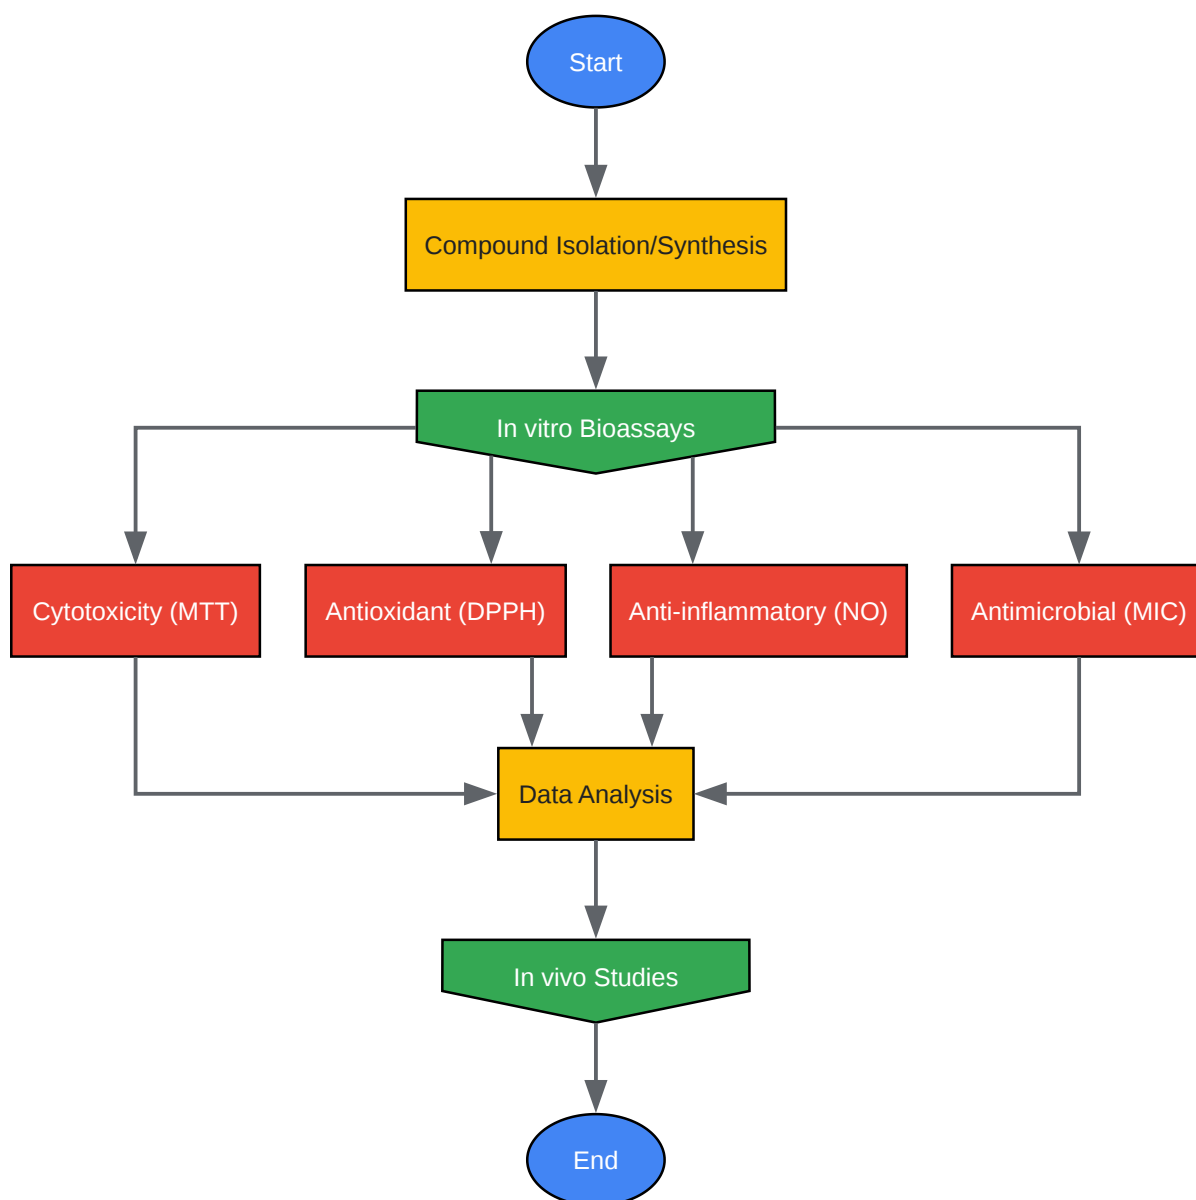 Start
Compound Isolation/Synthesis
In vitro Bioassays
Cytotoxicity (MTT)
Antioxidant (DPPH)
Anti-inflammatory (NO)
Antimicrobial (MIC)
Data Analysis
In vivo Studies
End